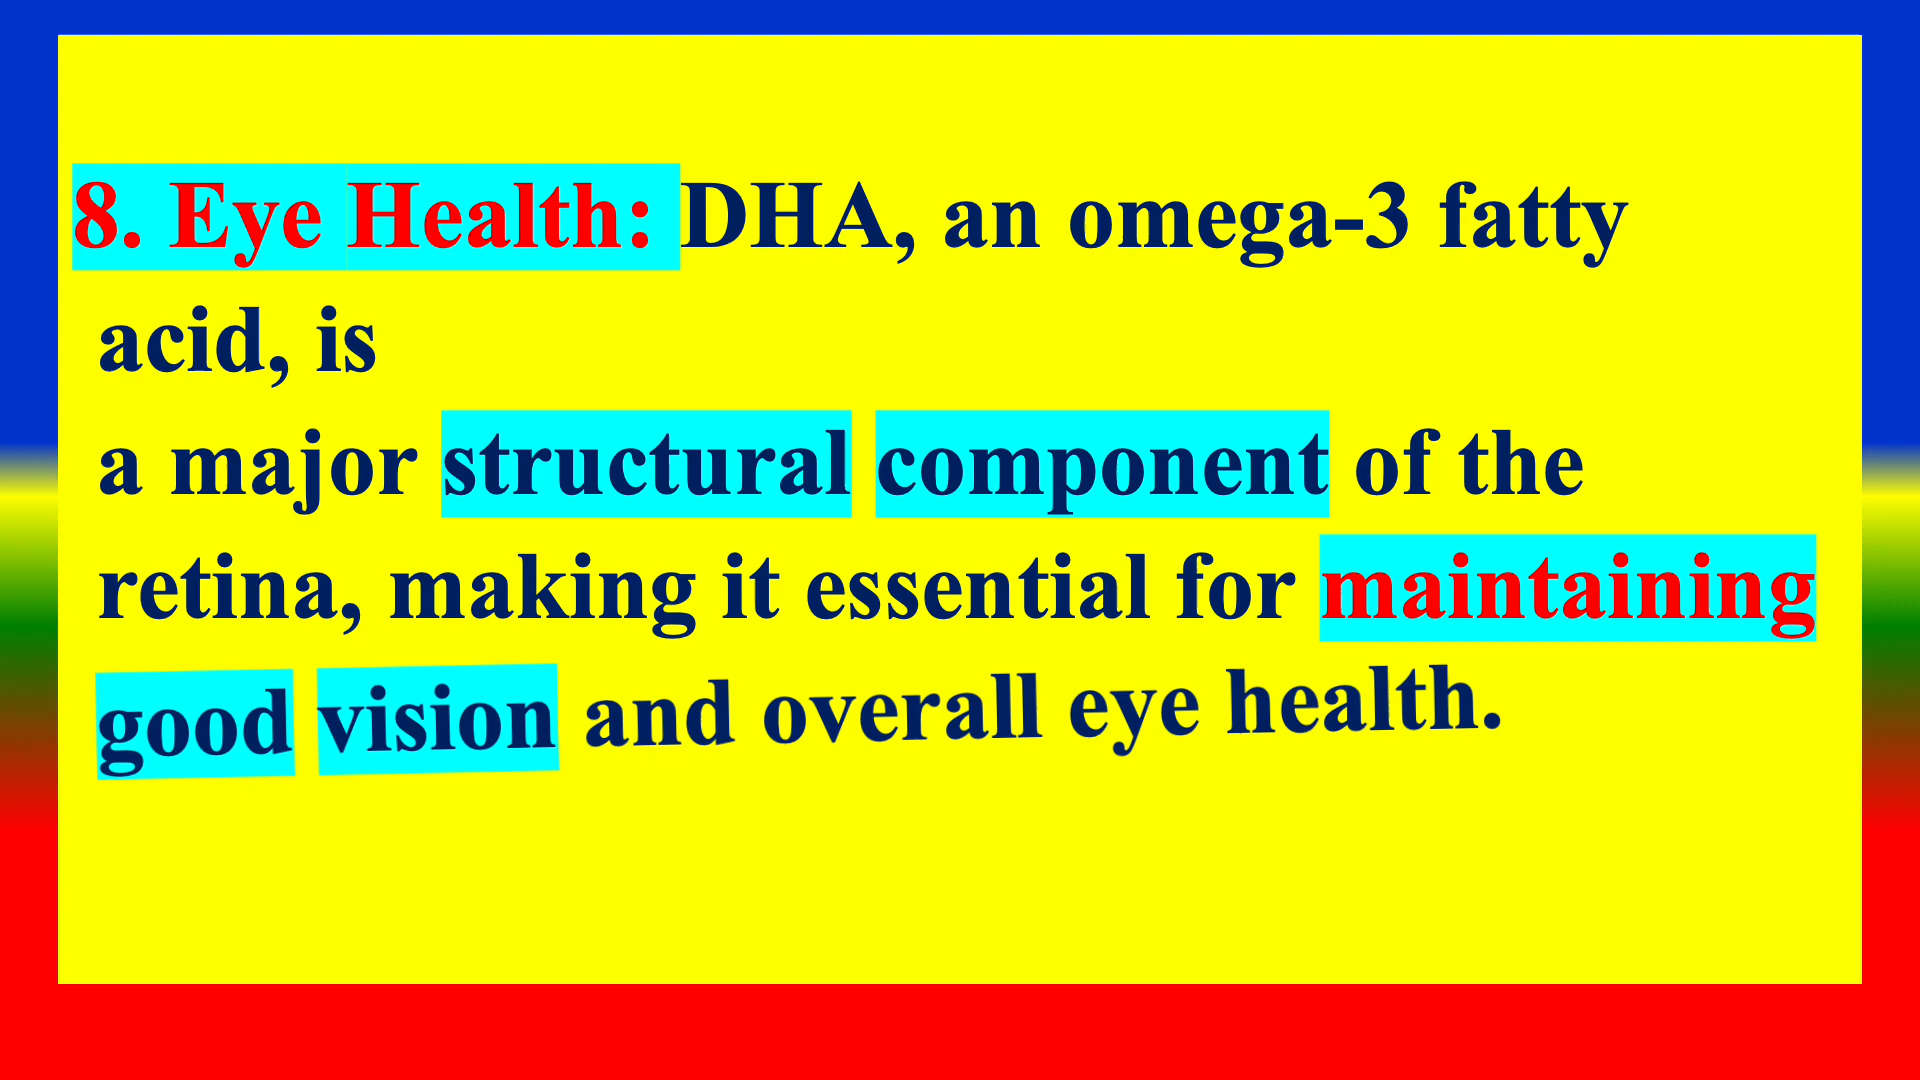 8. Eye Health: DHA, an omega-3 fatty
acid, is
a major structural component of the
retina, making it essential for maintaining
good vision and overall eye health.